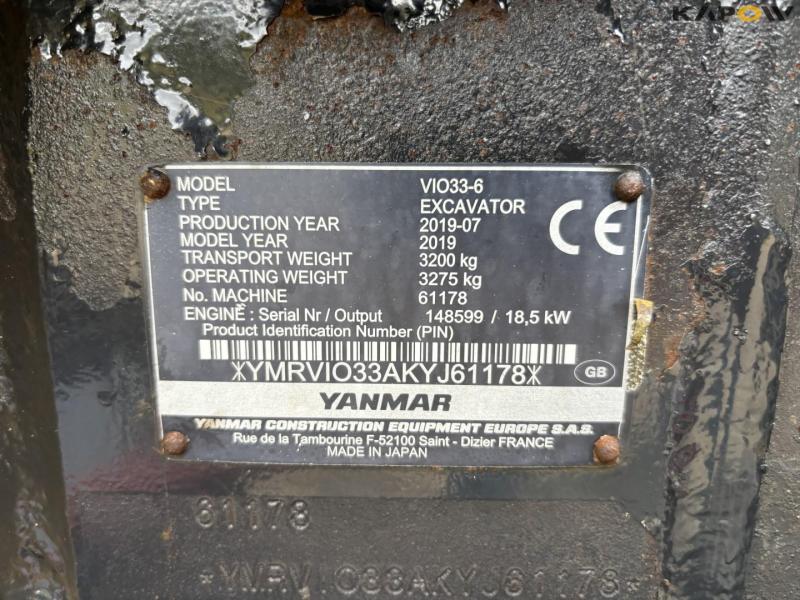 KAPOW
MODEL VIO33-6
TYPE EXCAVATOR
PRODUCTION YEAR 2019-07
MODEL YEAR 2019
TRANSPORT WEIGHT 3200 kg
OPERATING WEIGHT 3275 kg
No. MACHINE 61178
ENGINE : Serial Nr / Output 148599 / 18,5 kW
Product Identification Number (PIN)
*YMRVIO33AKYJ61178*
CE
GB
YANMAR
YANMAR CONSTRUCTION EQUIPMENT EUROPE S.A.S.
Rue de la Tambourine F-52100 Saint - Dizier FRANCE
MADE IN JAPAN
61178
*YMRVIO33AKYJ61178*